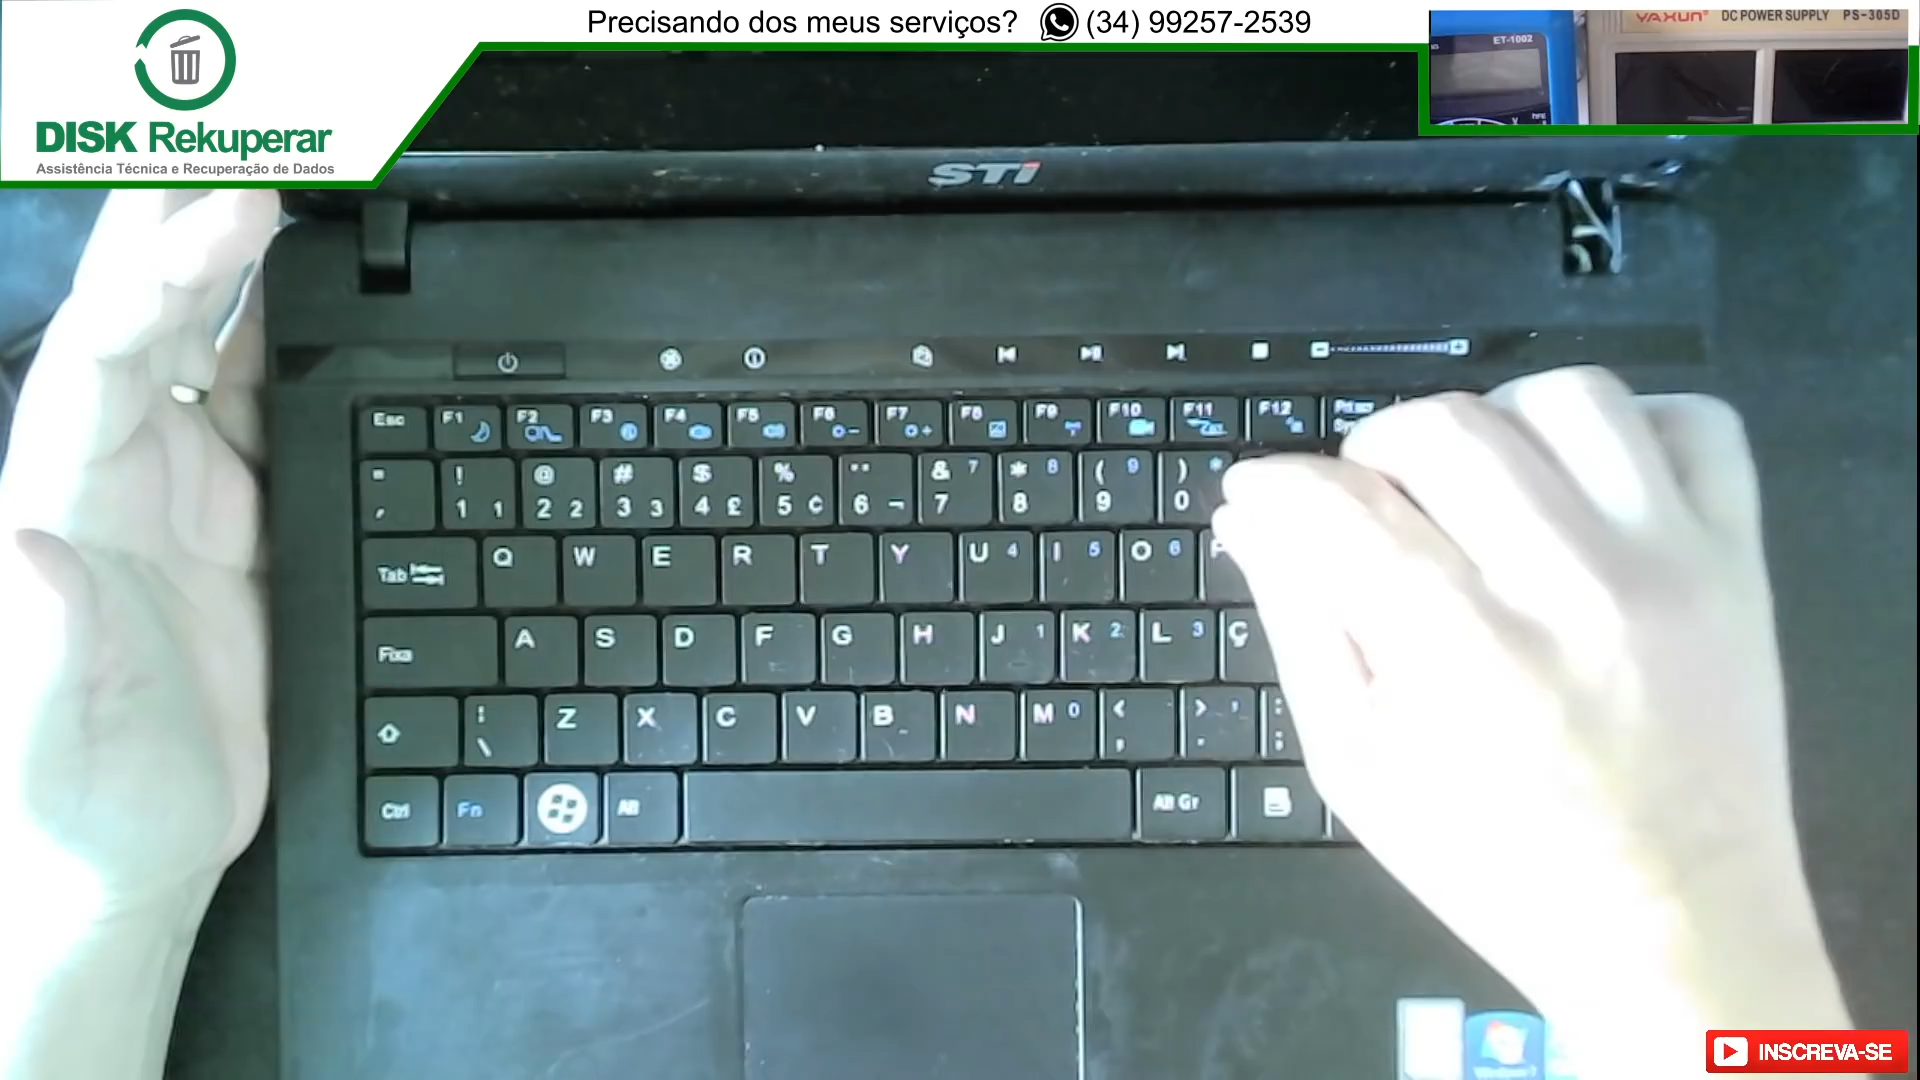 Precisando dos meus serviços? (34) 99257-2539
DISK Rekuperar
Assistência Técnica e Recuperação de Dados
ET-1002
YAXUN DC POWER SUPPLY PS-305D
STi
Esc F1 F2 F3 F4 F5 F6 F7 F8 F9 F10 F11 F12
" ! @ # $ % ¨ & 7 * 8 ( 9 ) *
' 1 1 2 2 3 3 4 £ 5 ¢ 6 ¬ 7 8 9 0
Tab Q W E R T Y U 4 I 5 O 6 P
Fixa A S D F G H J 1 K 2 L 3 Ç
| \ Z X C V B N M 0 < , > . : ;
Ctrl Fn Alt Alt Gr
INSCREVA-SE